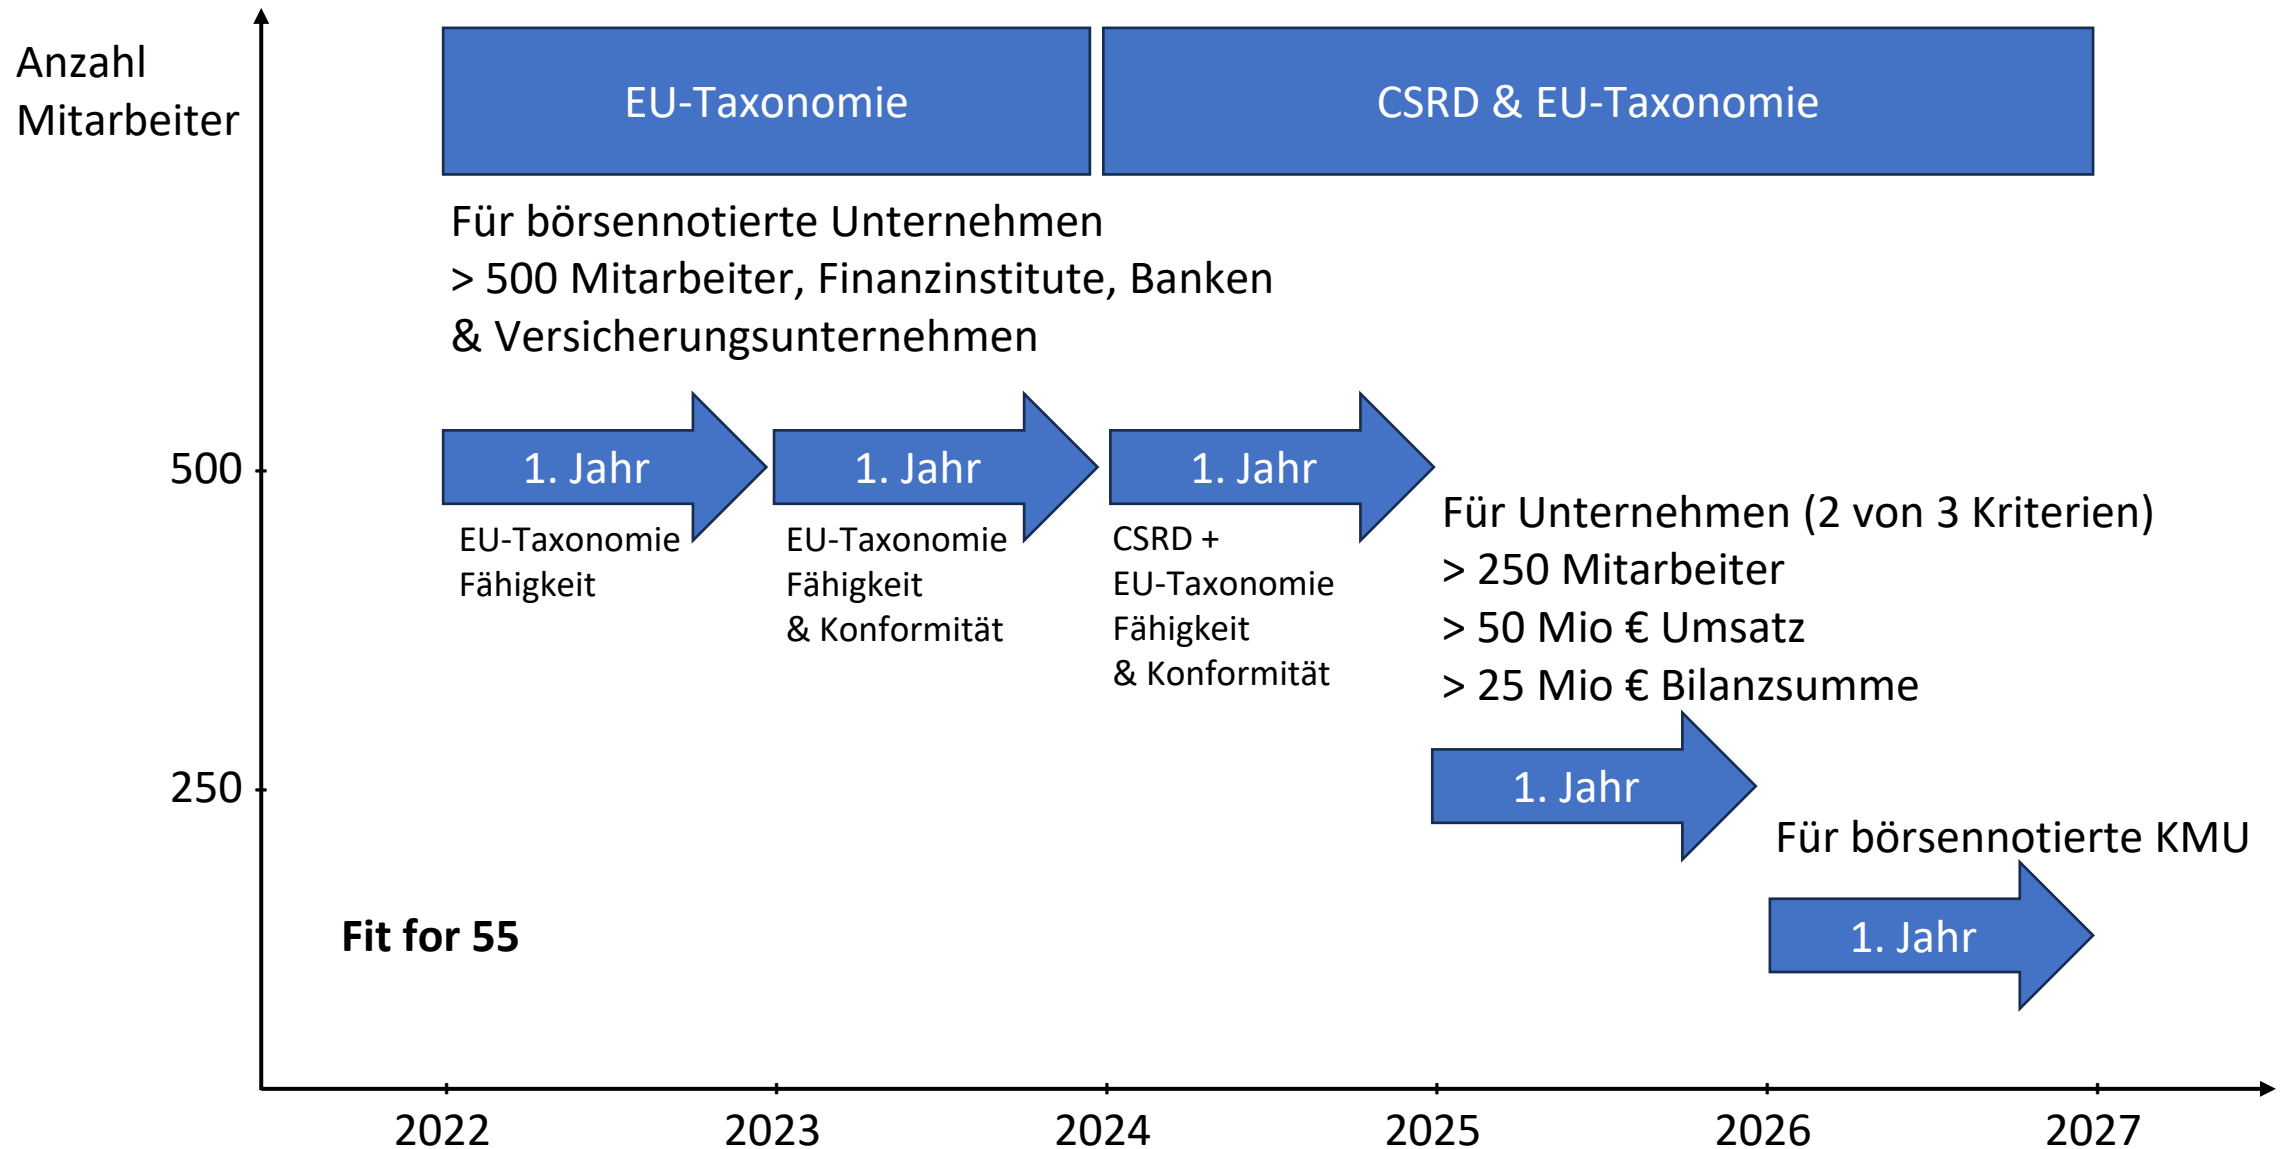 Anzahl
Mitarbeiter
EU-Taxonomie
CSRD & EU-Taxonomie
Für börsennotierte Unternehmen
> 500 Mitarbeiter, Finanzinstitute, Banken
& Versicherungsunternehmen
500
1. Jahr
1. Jahr
1. Jahr
EU-Taxonomie
Fähigkeit
EU-Taxonomie
Fähigkeit
& Konformität
CSRD +
EU-Taxonomie
Fähigkeit
& Konformität
Für Unternehmen (2 von 3 Kriterien)
> 250 Mitarbeiter
> 50 Mio € Umsatz
> 25 Mio € Bilanzsumme
250
1. Jahr
Für börsennotierte KMU
1. Jahr
Fit for 55
2022
2023
2024
2025
2026
2027